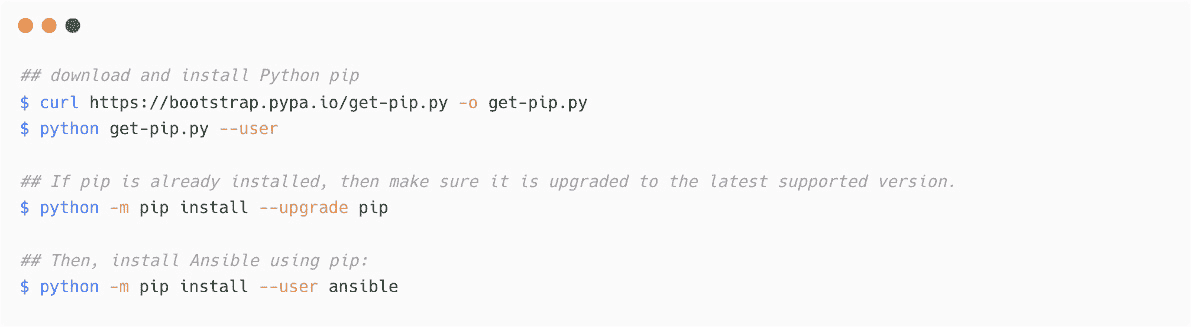 ## download and install Python pip
$ curl https://bootstrap.pypa.io/get-pip.py -o get-pip.py
$ python get-pip.py --user
## If pip is already installed, then make sure it is upgraded to the latest supported version.
$ python -m pip install --upgrade pip
## Then, install Ansible using pip:
$ python -m pip install --user ansible